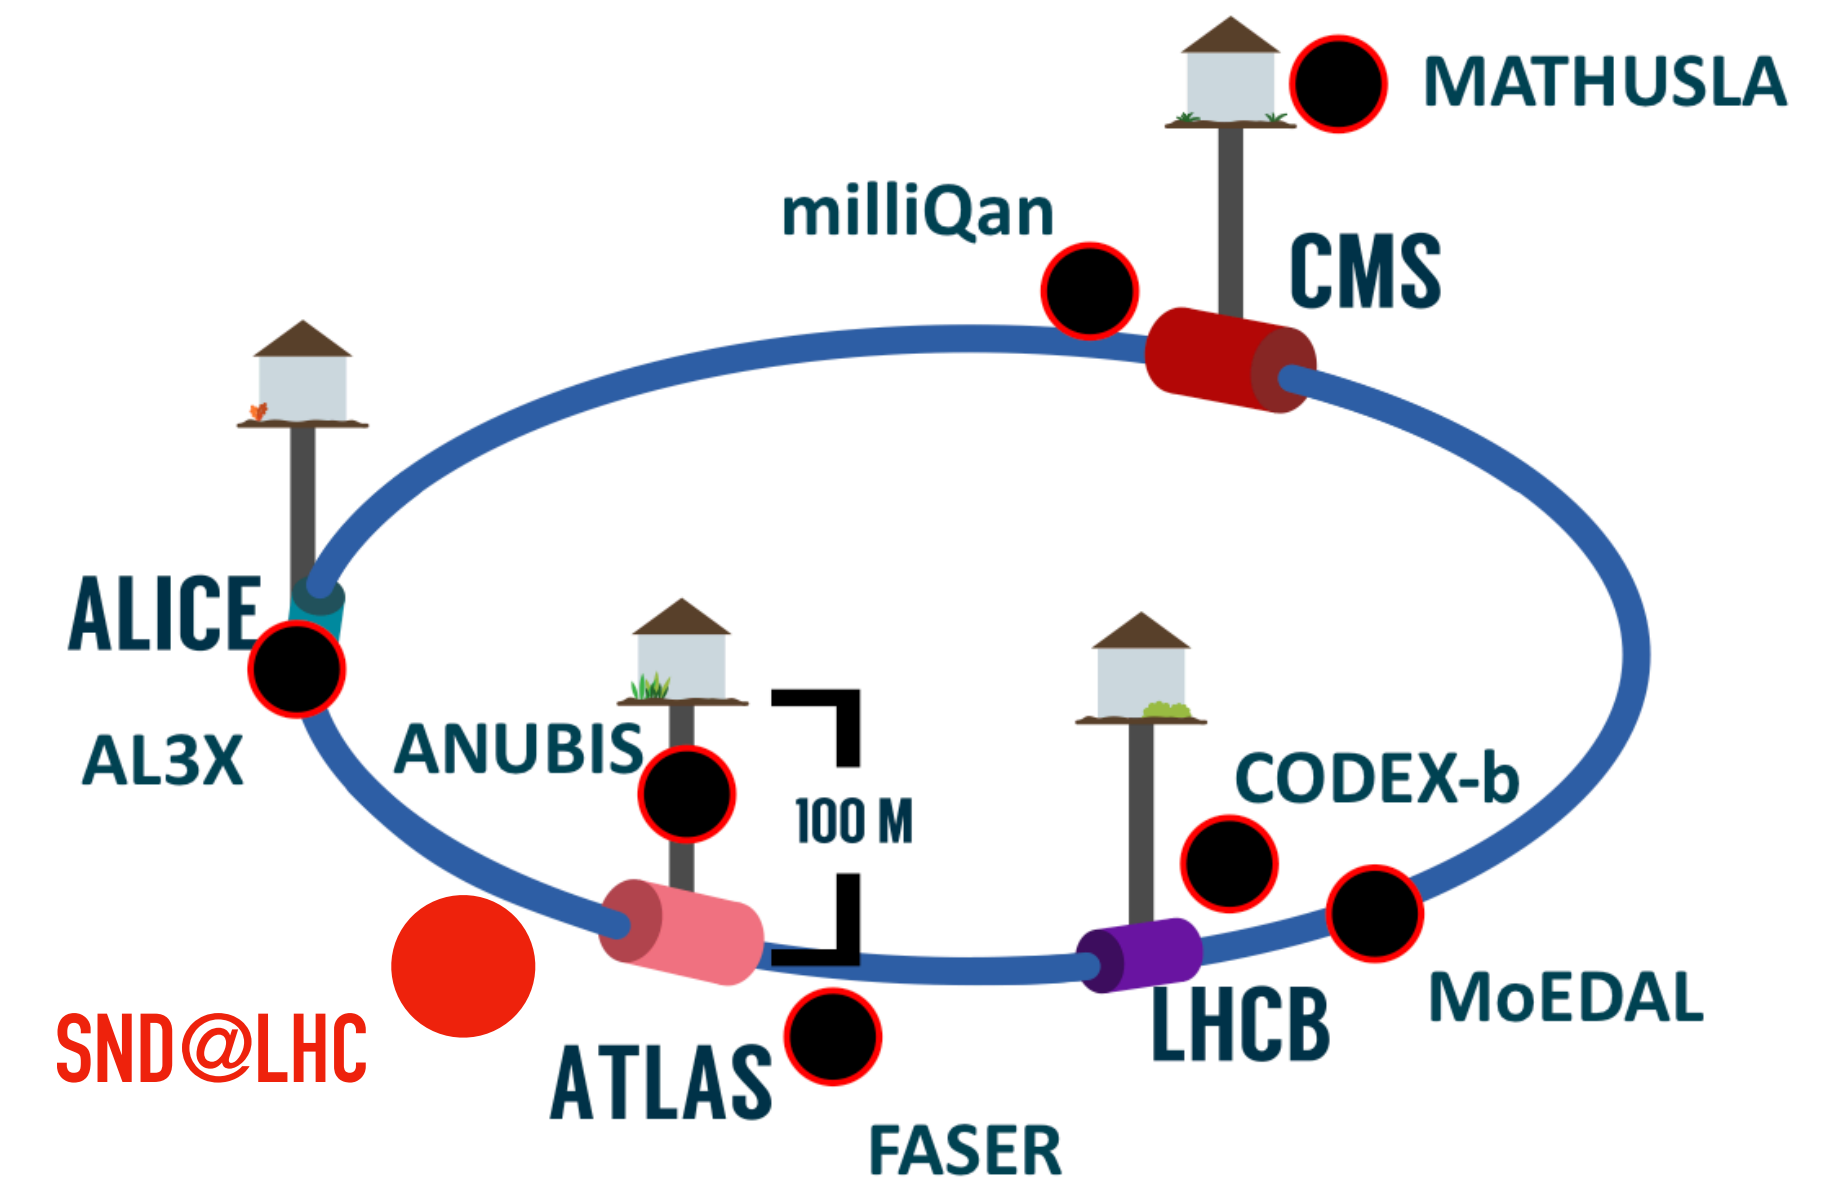 MATHUSLA
milliQan
CMS
ALICE
AL3X
ANUBIS
100 M
CODEX-b
SND@LHC
ATLAS
LHCB
MoEDAL
FASER